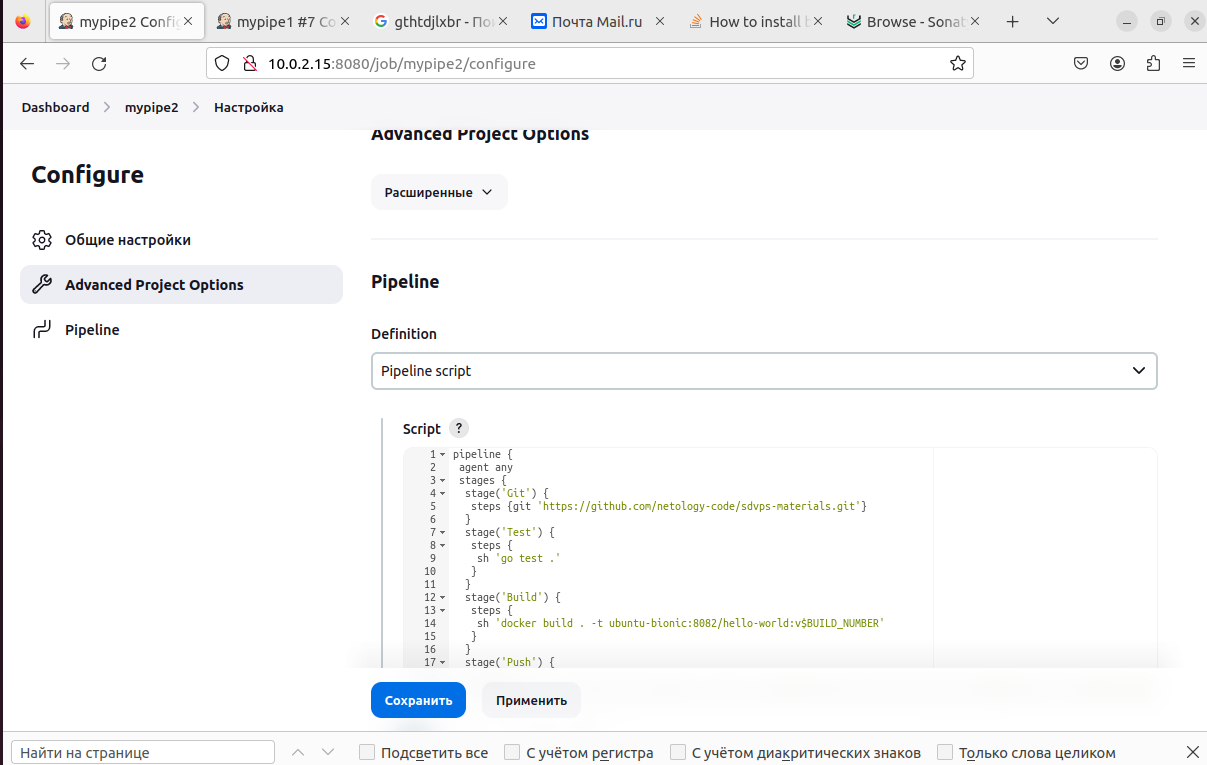 mypipe2 Config
mypipe1 #7 Co
gthtdjlxbr - По
Почта Mail.ru
How to install b
Browse - Sonat
10.0.2.15:8080/job/mypipe2/configure
Dashboard
mypipe2
Настройка
Configure
Общие настройки
Advanced Project Options
Pipeline
Advanced Project Options
Расширенные
Pipeline
Definition
Pipeline script
Script ?
1 pipeline {
2 agent any
3 stages {
4 stage('Git') {
5 steps {git 'https://github.com/netology-code/sdvps-materials.git'}
6 }
7 stage('Test') {
8 steps {
9 sh 'go test .'
10 }
11 }
12 stage('Build') {
13 steps {
14 sh 'docker build . -t ubuntu-bionic:8082/hello-world:v$BUILD_NUMBER'
15 }
16 }
17 stage('Push') {
Сохранить
Применить
Найти на странице
Подсветить все
С учётом регистра
С учётом диакритических знаков
Только слова целиком